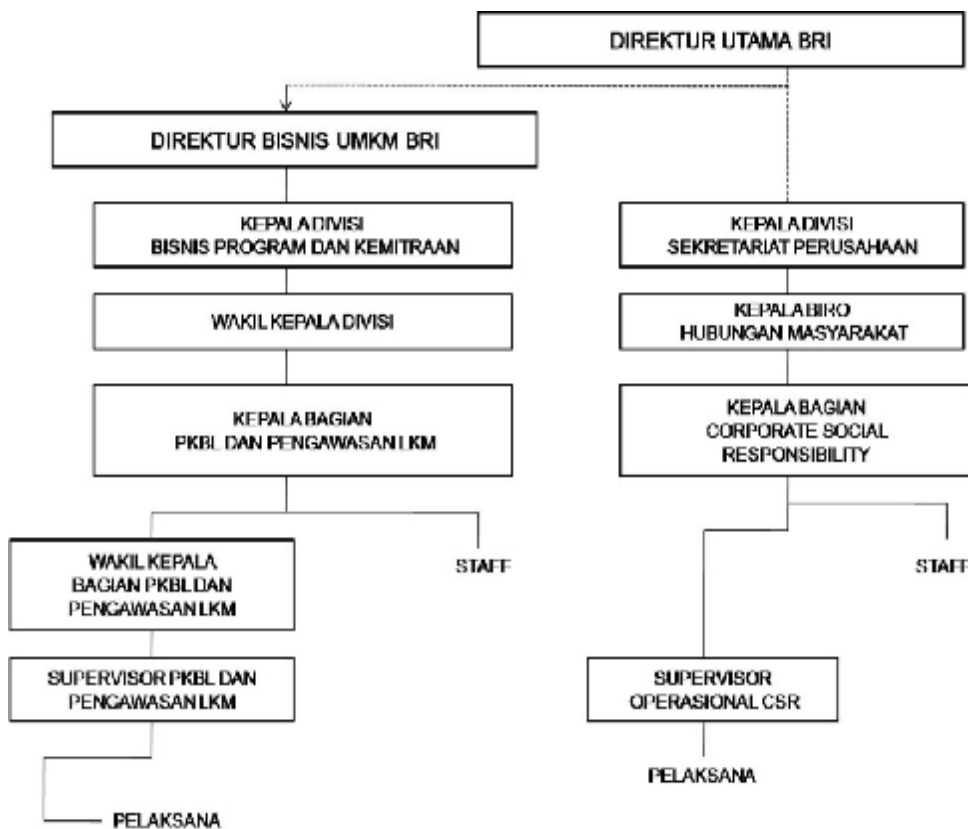 DIREKTUR UTAMA BRI
DIREKTUR BISNIS UMKM BRI
KEPALA DIVISI
BISNIS PROGRAM DAN KEMITRAAN
KEPALA DIVISI
SEKRETARIAT PERUSAHAAN
WAKIL KEPALA DIVISI
KEPALA BIRO
HUBUNGAN MASYARAKAT
KEPALA BAGIAN
PKBL DAN PENGAWASAN LKM
KEPALA BAGIAN
CORPORATE SOCIAL
RESPONSIBILITY
WAKIL KEPALA
BAGIAN PKBL DAN
PENGAWASAN LKM
STAFF
STAFF
SUPERVISOR PKBL DAN
PENGAWASAN LKM
SUPERVISOR
OPERASIONAL CSR
PELAKSANA
PELAKSANA